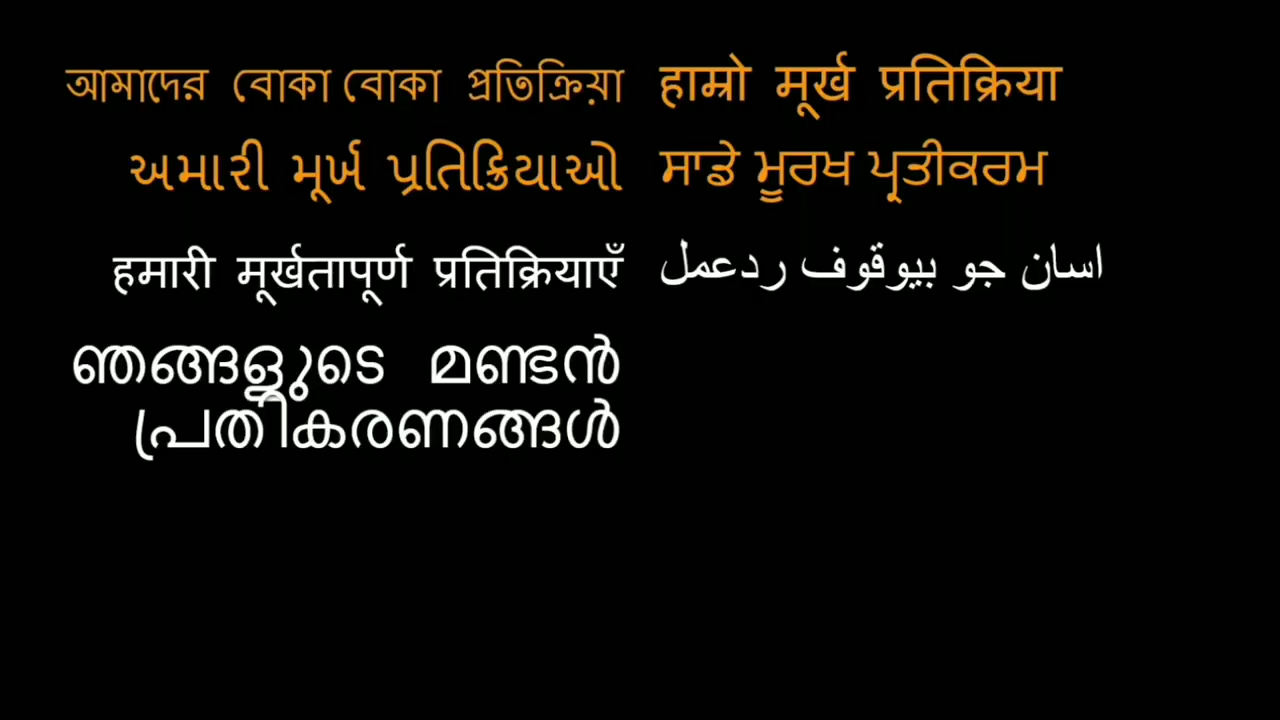 আমাদের বোকা বোকা প্রতিক্রিয়া
हाम्रो मूर्ख प्रतिक्रिया
અમારી મૂર્ખ પ્રતિક્રિયાઓ
ਸਾਡੇ ਮੂਰਖ ਪ੍ਰਤੀਕਰਮ
हमारी मूर्खतापूर्ण प्रतिक्रियाएँ
اسان جو بيوقوف ردعمل
ഞങ്ങളുടെ മണ്ടൻ
പ്രതികരണങ്ങൾ